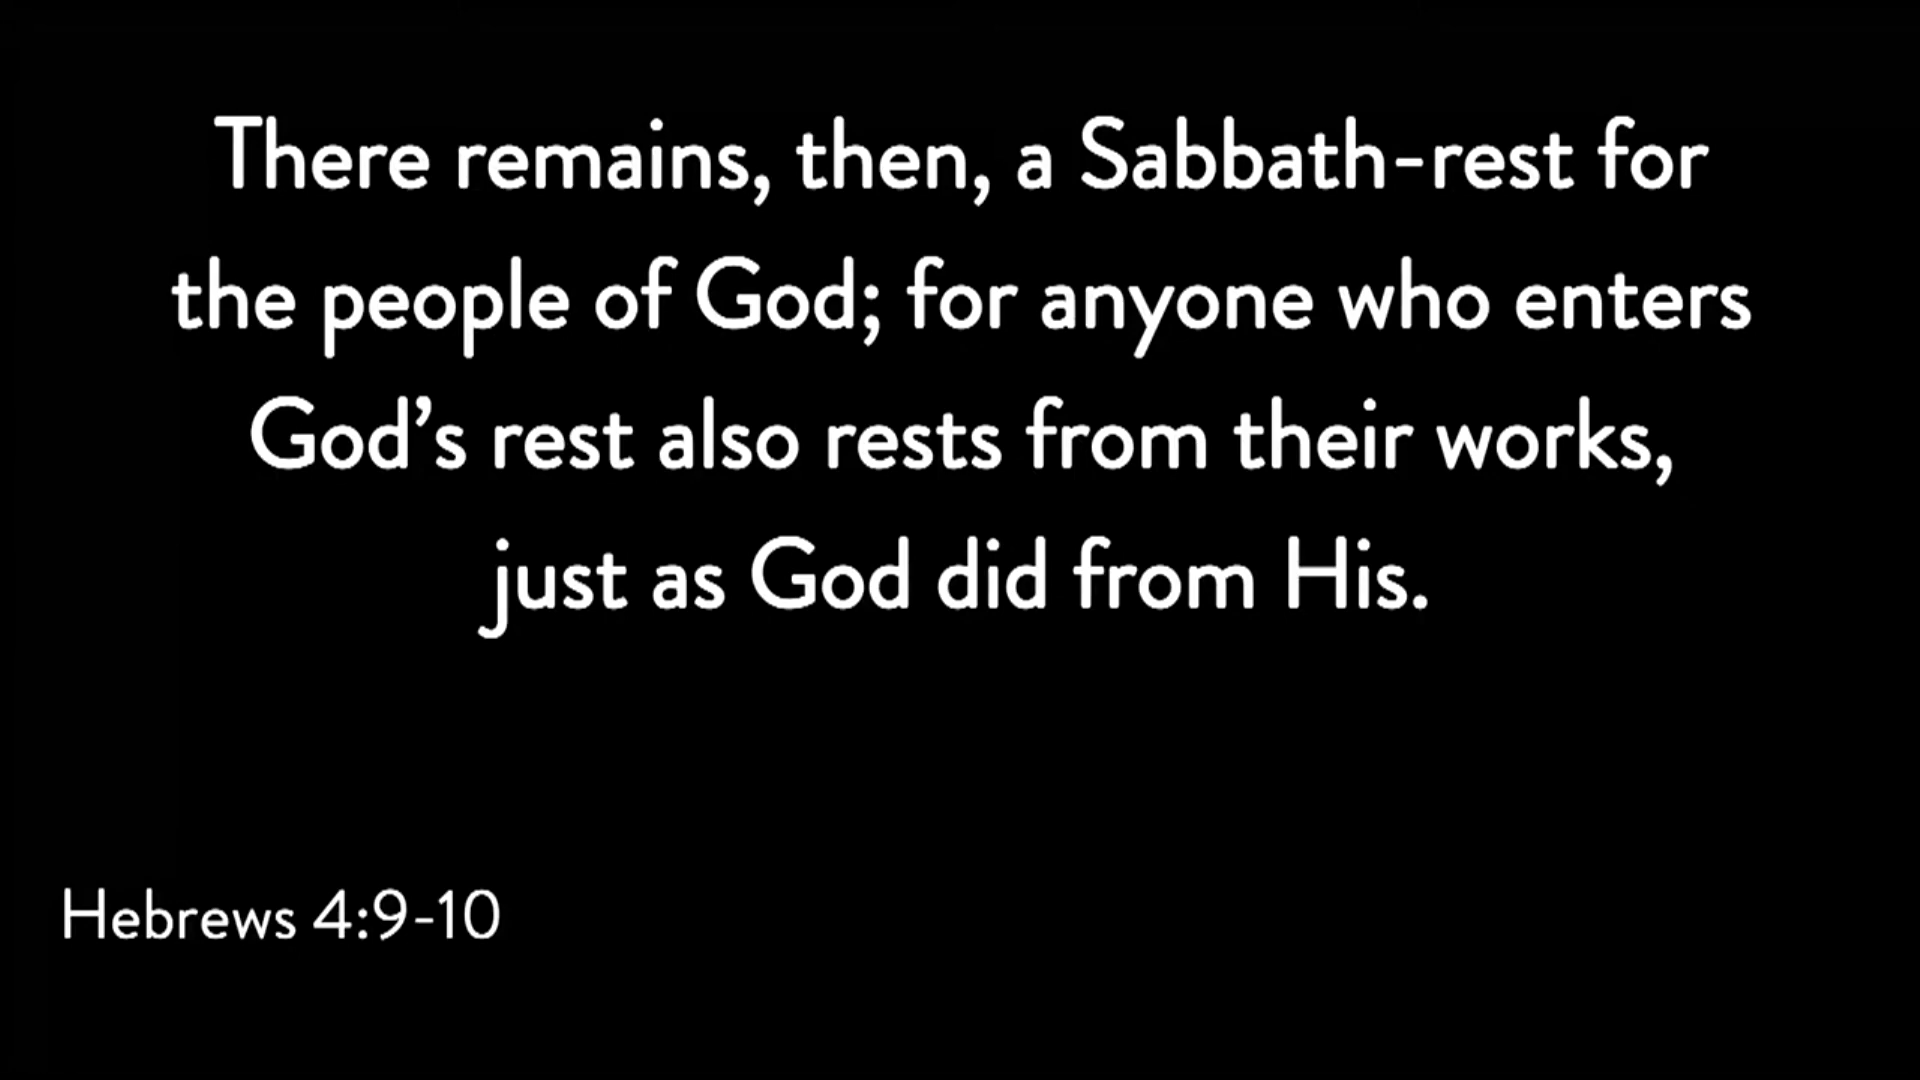 There remains, then, a Sabbath-rest for
the people of God; for anyone who enters
God’s rest also rests from their works,
just as God did from His.
Hebrews 4:9-10